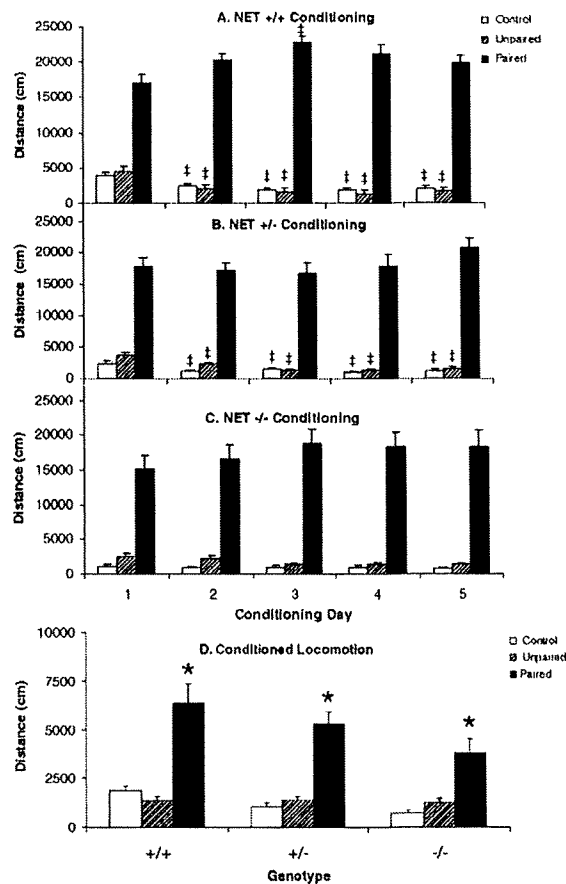 A. NET +/+ Conditioning
Control
Unpaired
Paired
Distance (cm)
25000
20000
15000
10000
5000
0
‡
‡ ‡ ‡ ‡ ‡ ‡ ‡ ‡
B. NET +/- Conditioning
Distance (cm)
25000
20000
15000
10000
5000
0
‡ ‡ ‡ ‡ ‡ ‡ ‡ ‡
C. NET -/- Conditioning
Distance (cm)
25000
20000
15000
10000
5000
0
1 2 3 4 5
Conditioning Day
D. Conditioned Locomotion
Control
Unpaired
Paired
Distance (cm)
10000
7500
5000
2500
0
* * *
+/+ +/- -/-
Genotype